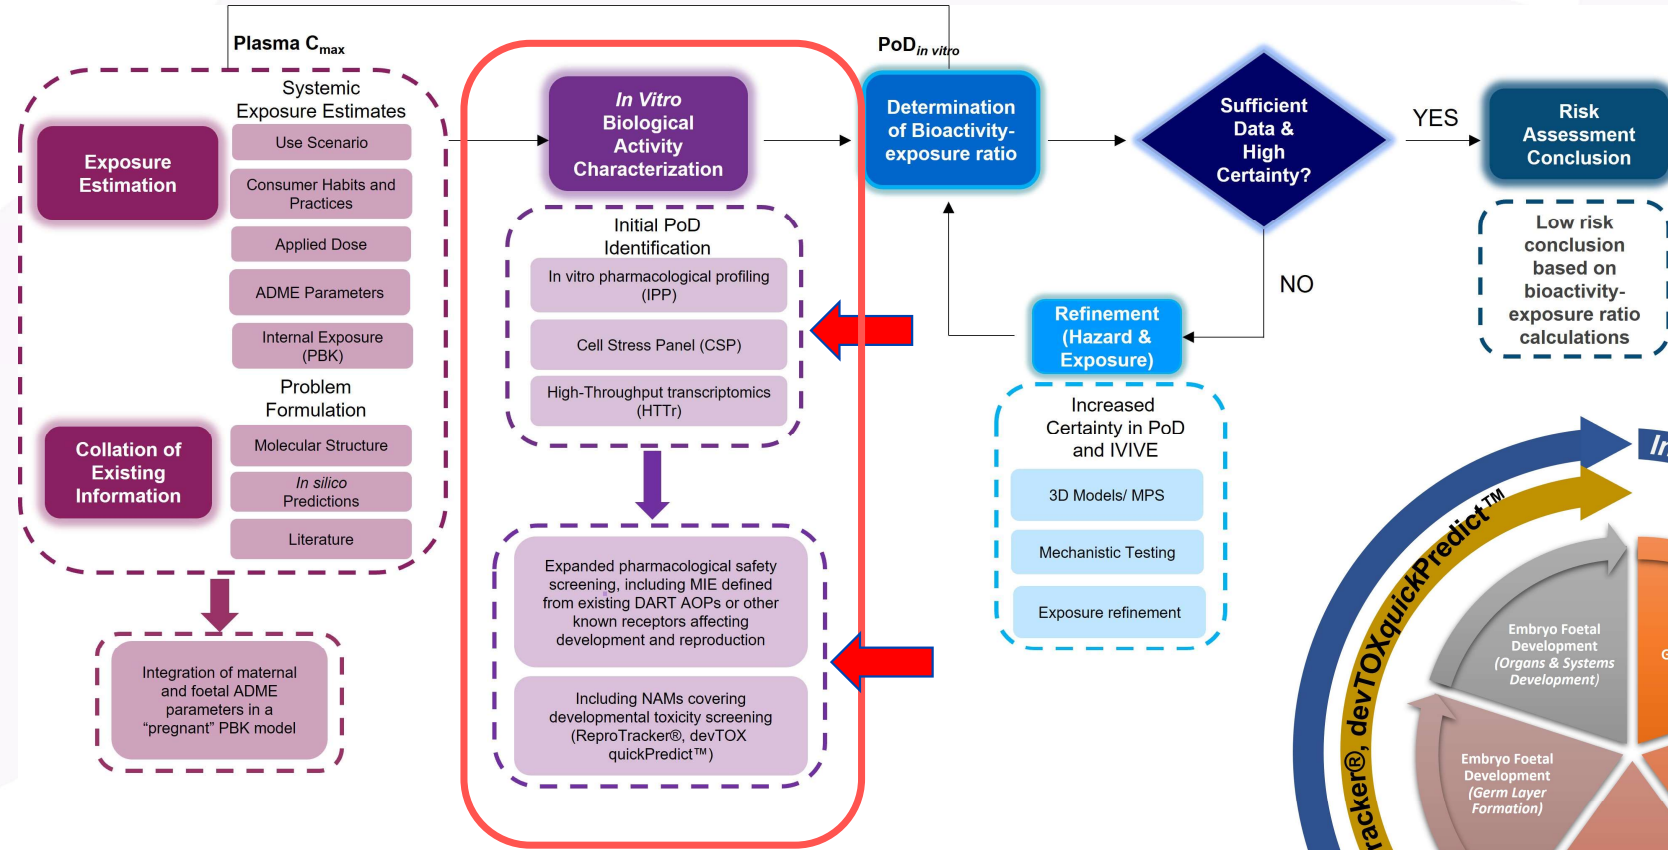 Plasma Cmax
Systemic
Exposure Estimates
Exposure
Estimation
Use Scenario
Consumer Habits and
Practices
Applied Dose
ADME Parameters
Internal Exposure
(PBK)
Problem
Formulation
Collation of
Existing
Information
Molecular Structure
In silico
Predictions
Literature
Integration of maternal
and foetal ADME
parameters in a
“pregnant” PBK model
In Vitro
Biological
Activity
Characterization
Initial PoD
Identification
In vitro pharmacological profiling
(IPP)
Cell Stress Panel (CSP)
High-Throughput transcriptomics
(HTTr)
Expanded pharmacological safety
screening, including MIE defined
from existing DART AOPs or other
known receptors affecting
development and reproduction
Including NAMs covering
developmental toxicity screening
(ReproTracker®, devTOX
quickPredict™)
PoDin vitro
Determination
of Bioactivity-
exposure ratio
Sufficient
Data &
High
Certainty?
YES
NO
Refinement
(Hazard &
Exposure)
Increased
Certainty in PoD
and IVIVE
3D Models/ MPS
Mechanistic Testing
Exposure refinement
Risk
Assessment
Conclusion
Low risk
conclusion
based on
bioactivity-
exposure ratio
calculations
racker®, devTOXquickPredict™
Embryo Foetal
Development
(Organs & Systems
Development)
Embryo Foetal
Development
(Germ Layer
Formation)